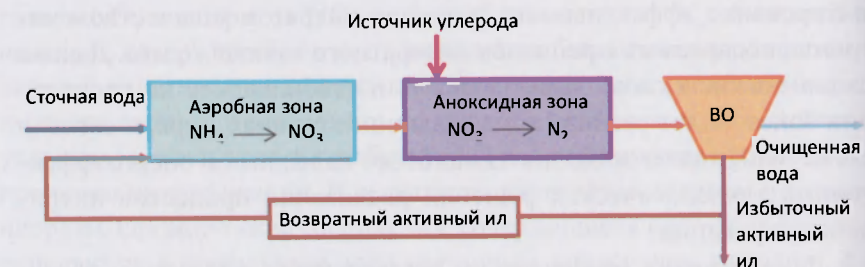 Источник углерода
Сточная вода
Аэробная зона
NH₄ → NO₃
Аноксидная зона
NO₃ → N₂
ВО
Очищенная
вода
Возвратный активный ил
Избыточный
активный
ил